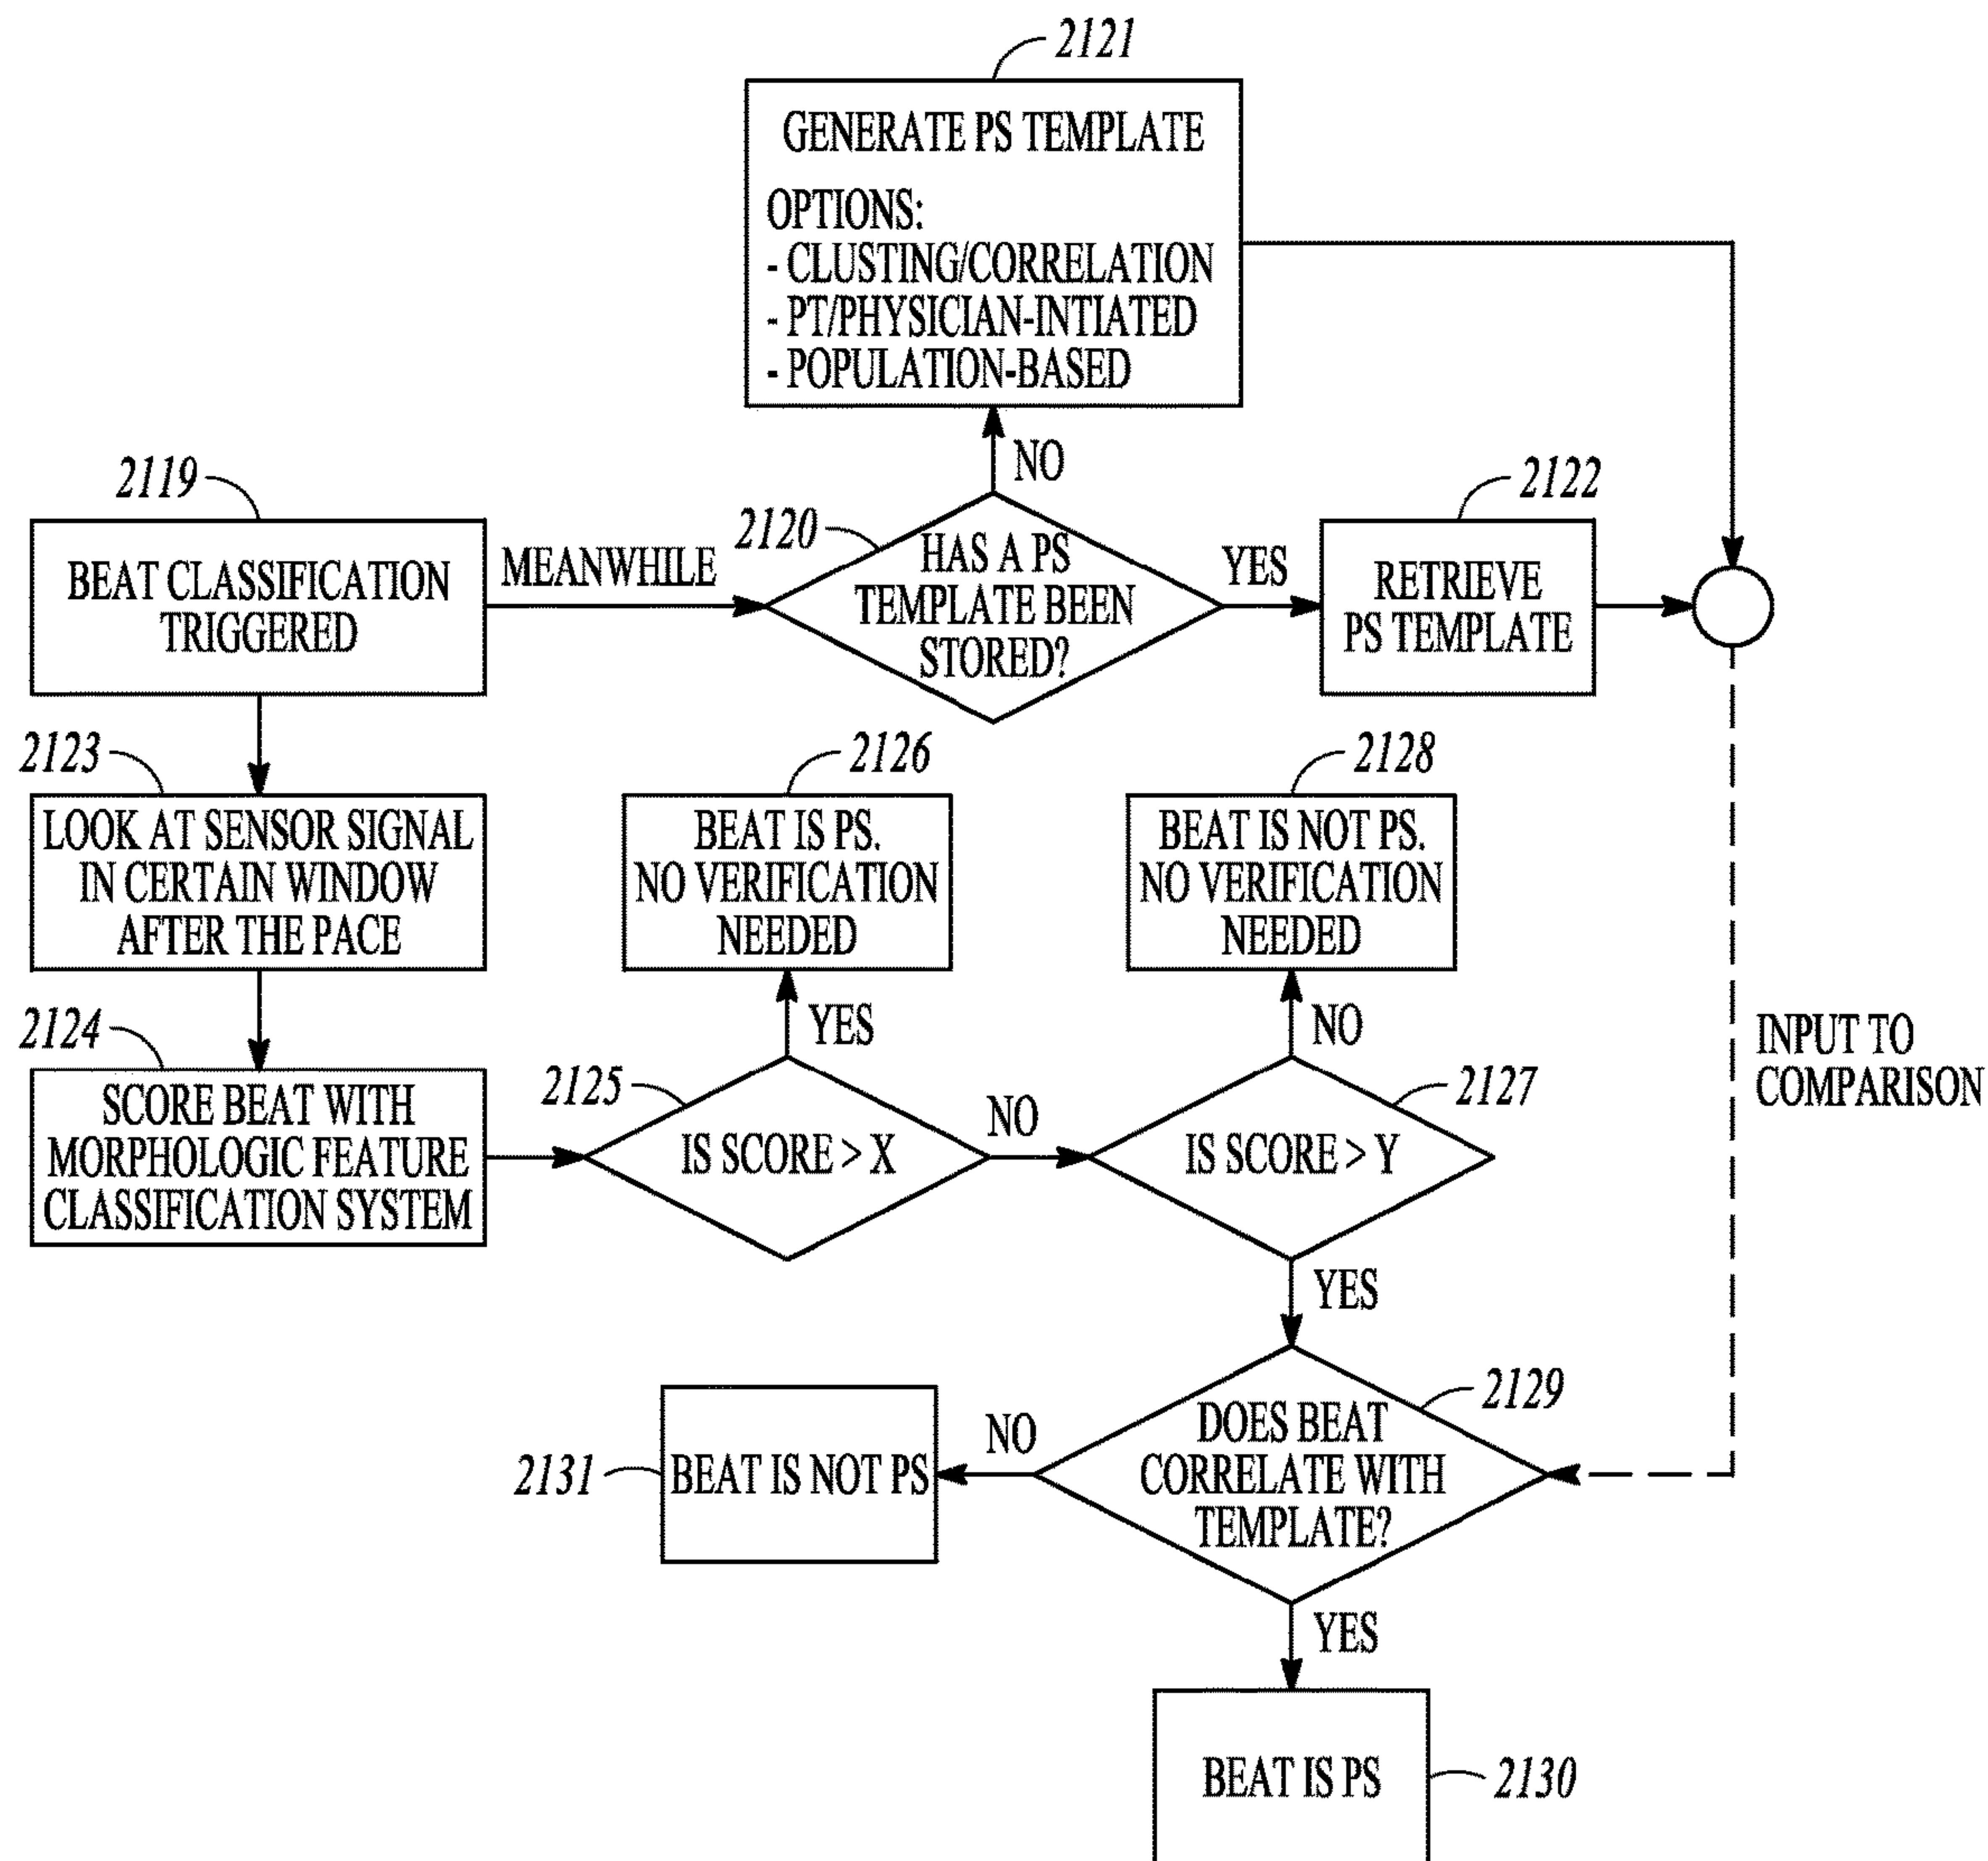 2121
GENERATE PS TEMPLATE
OPTIONS:
- CLUSTING/CORRELATION
- PT/PHYSICIAN-INTIATED
- POPULATION-BASED
NO
2119
BEAT CLASSIFICATION
TRIGGERED
MEANWHILE
2120
HAS A PS
TEMPLATE BEEN
STORED?
YES
2122
RETRIEVE
PS TEMPLATE
2123
LOOK AT SENSOR SIGNAL
IN CERTAIN WINDOW
AFTER THE PACE
2126
BEAT IS PS.
NO VERIFICATION
NEEDED
2128
BEAT IS NOT PS.
NO VERIFICATION
NEEDED
YES
NO
INPUT TO
COMPARISON
2124
SCORE BEAT WITH
MORPHOLOGIC FEATURE
CLASSIFICATION SYSTEM
2125
IS SCORE > X
NO
2127
IS SCORE > Y
YES
2129
DOES BEAT
CORRELATE WITH
TEMPLATE?
NO
2131
BEAT IS NOT PS
YES
BEAT IS PS
2130